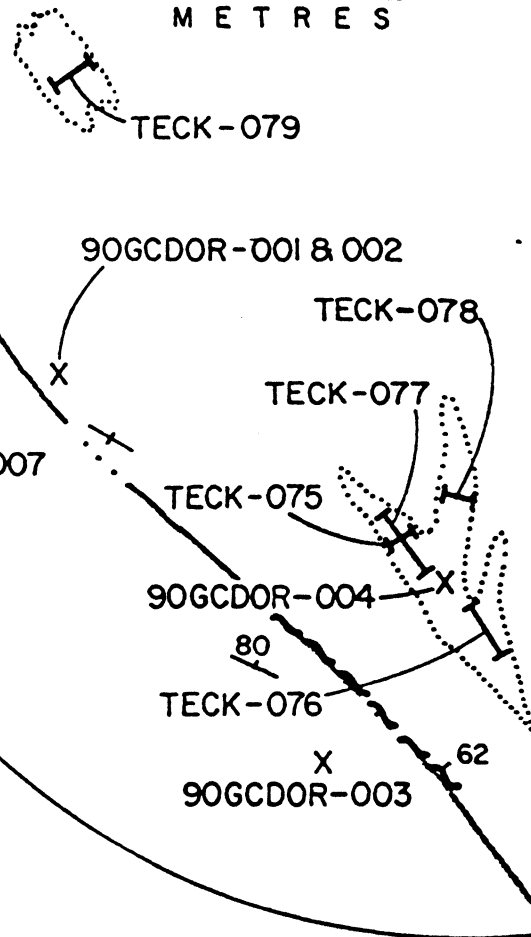 METRES
TECK-079
90GCDOR-001 & 002
TECK-078
TECK-077
007
TECK-075
90GCDOR-004
80
TECK-076
62
X
90GCDOR-003